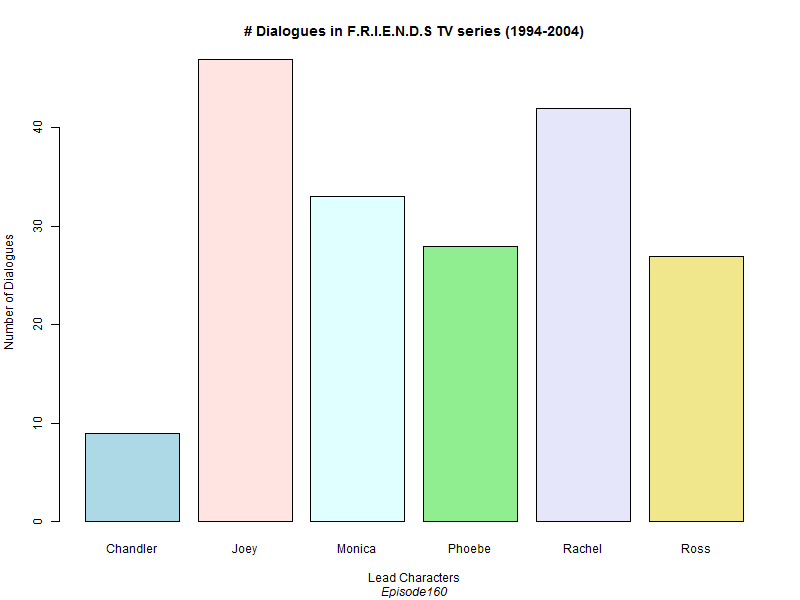 # Dialogues in F.R.I.E.N.D.S TV series (1994-2004)
Number of Dialogues
40
30
20
10
0
Chandler Joey Monica Phoebe Rachel Ross
Lead Characters
Episode160